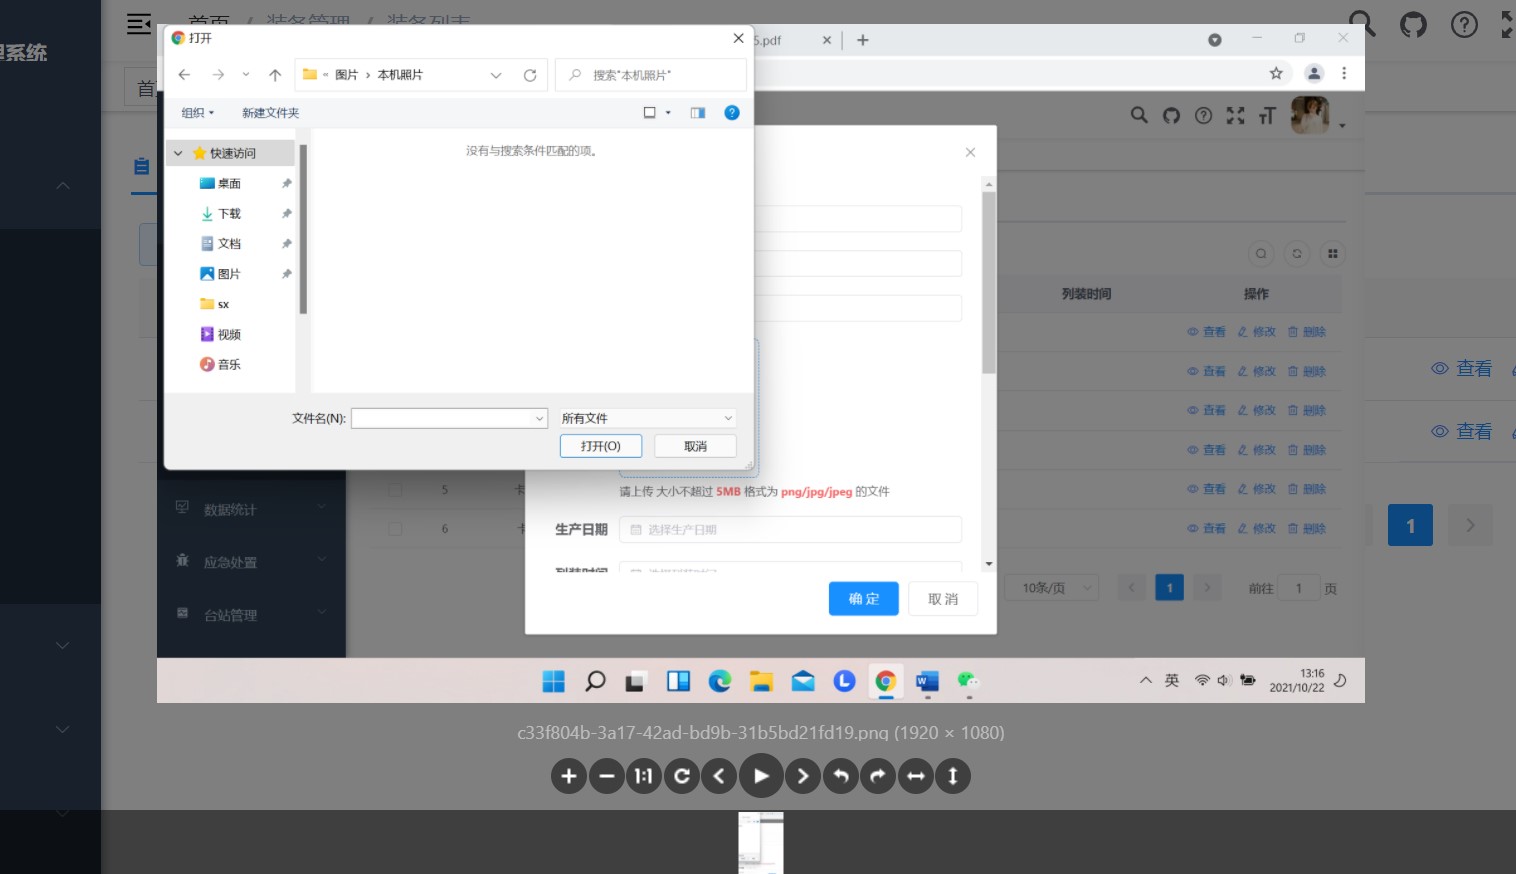 首页 / 装备管理 / 装备列表
理系统
首
打开
5.pdf
« 图片 › 本机照片
搜索"本机照片"
组织
新建文件夹
没有与搜索条件匹配的项。
快速访问
桌面
下载
文档
图片
sx
视频
音乐
文件名(N):
所有文件
打开(O)
取消
请上传 大小不超过 5MB 格式为 png/jpg/jpeg 的文件
生产日期
选择生产日期
列装时间
选择列装时间
确 定
取 消
列装时间
操作
查看 修改 删除
查看 修改 删除
查看 修改 删除
查看 修改 删除
5
查看 修改 删除
6
查看 修改 删除
数据统计
应急处置
台站管理
10条/页
1
前往 1 页
查看
查看
1
英
13:16
2021/10/22
c33f804b-3a17-42ad-bd9b-31b5bd21fd19.png (1920 × 1080)
1:1